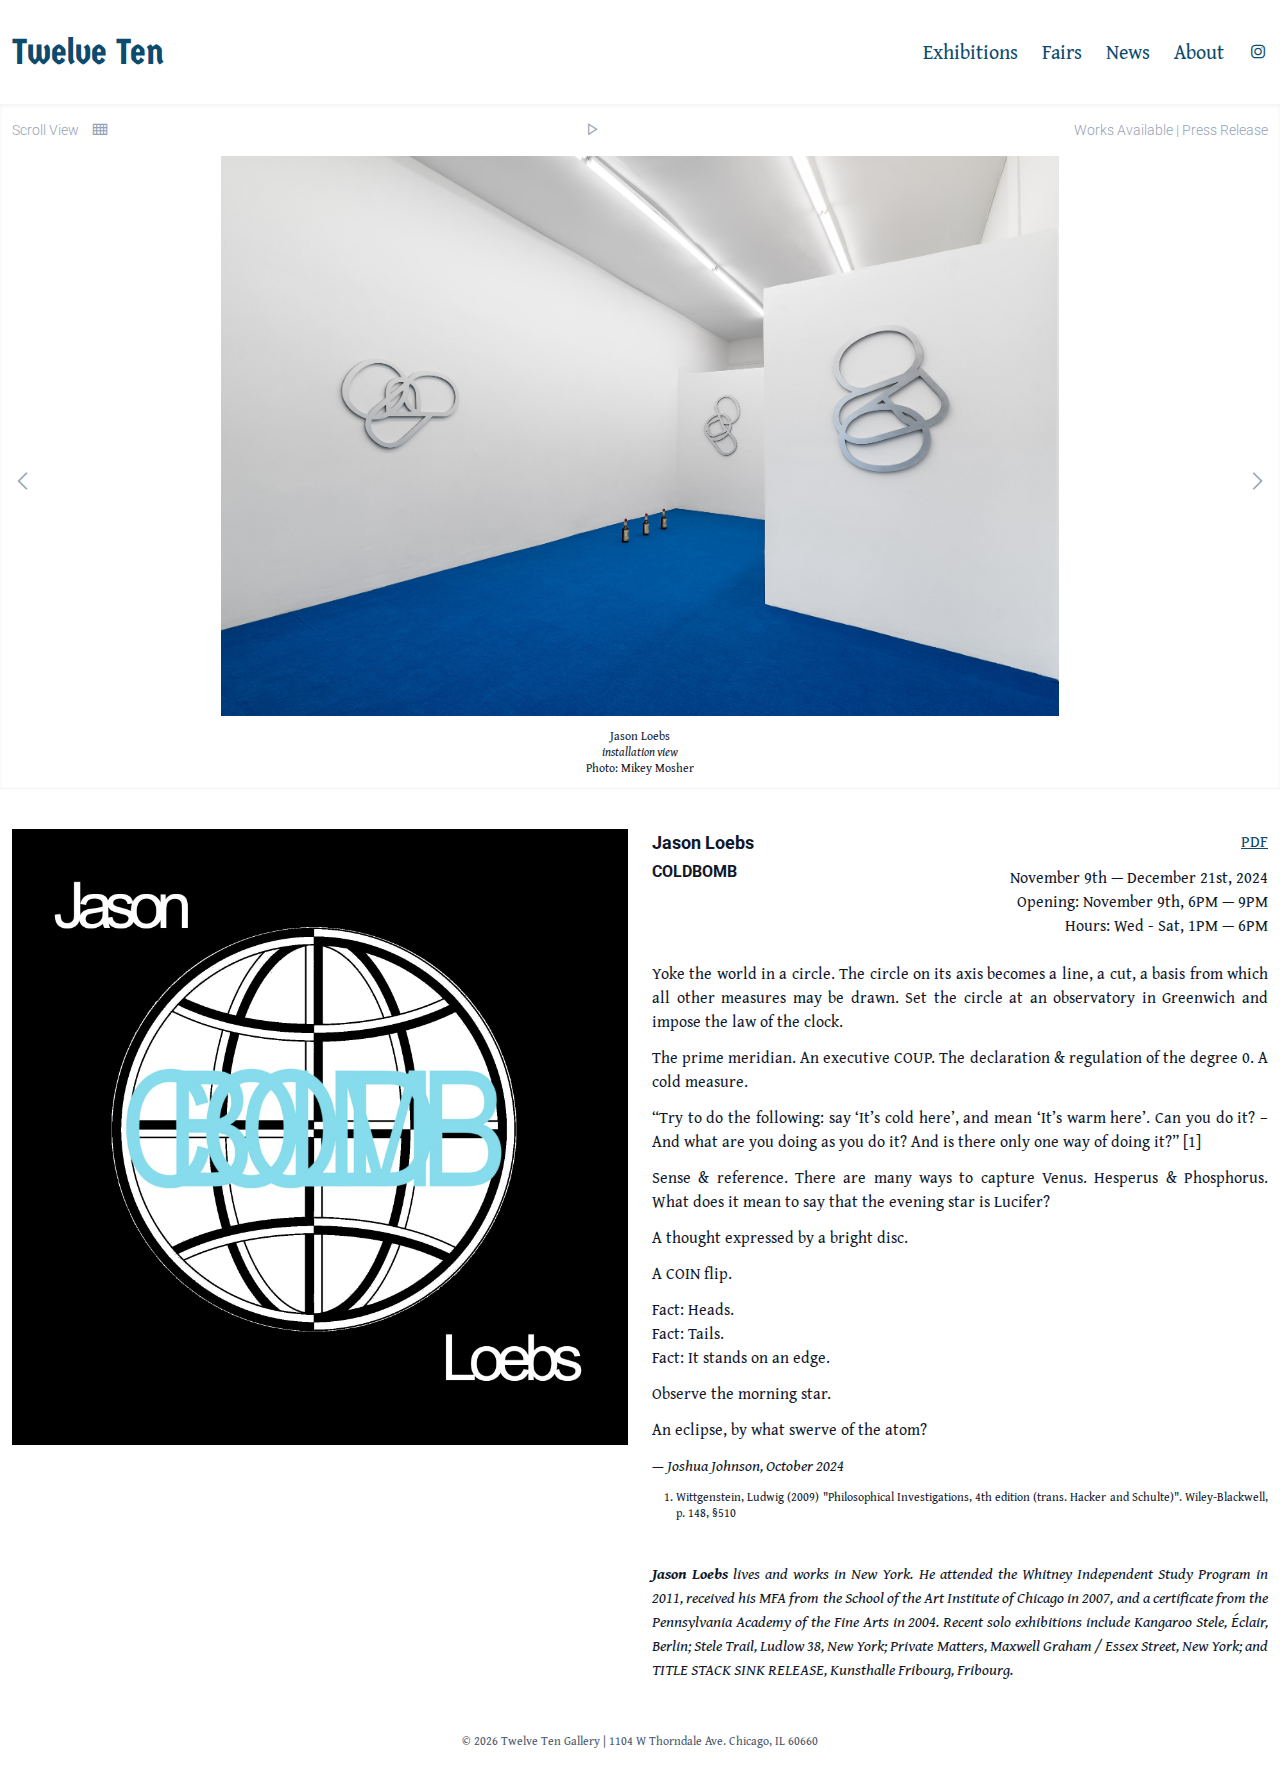 Twelve Ten
Exhibitions Fairs News About
Scroll View
Works Available | Press Release
Jason Loebs
installation view
Photo: Mikey Mosher
Jason
COLDBOMB
Loebs
Jason Loebs
PDF
COLDBOMB
November 9th — December 21st, 2024
Opening: November 9th, 6PM — 9PM
Hours: Wed - Sat, 1PM — 6PM
Yoke the world in a circle. The circle on its axis becomes a line, a cut, a basis from which
all other measures may be drawn. Set the circle at an observatory in Greenwich and
impose the law of the clock.
The prime meridian. An executive COUP. The declaration & regulation of the degree 0. A
cold measure.
“Try to do the following: say ‘It’s cold here’, and mean ‘It’s warm here’. Can you do it? –
And what are you doing as you do it? And is there only one way of doing it?” [1]
Sense & reference. There are many ways to capture Venus. Hesperus & Phosphorus.
What does it mean to say that the evening star is Lucifer?
A thought expressed by a bright disc.
A COIN flip.
Fact: Heads.
Fact: Tails.
Fact: It stands on an edge.
Observe the morning star.
An eclipse, by what swerve of the atom?
— Joshua Johnson, October 2024
1. Wittgenstein, Ludwig (2009) "Philosophical Investigations, 4th edition (trans. Hacker and Schulte)". Wiley-Blackwell,
p. 148, §510
Jason Loebs lives and works in New York. He attended the Whitney Independent Study Program in
2011, received his MFA from the School of the Art Institute of Chicago in 2007, and a certificate from the
Pennsylvania Academy of the Fine Arts in 2004. Recent solo exhibitions include Kangaroo Stele, Éclair,
Berlin; Stele Trail, Ludlow 38, New York; Private Matters, Maxwell Graham / Essex Street, New York; and
TITLE STACK SINK RELEASE, Kunsthalle Fribourg, Fribourg.
© 2026 Twelve Ten Gallery | 1104 W Thorndale Ave. Chicago, IL 60660